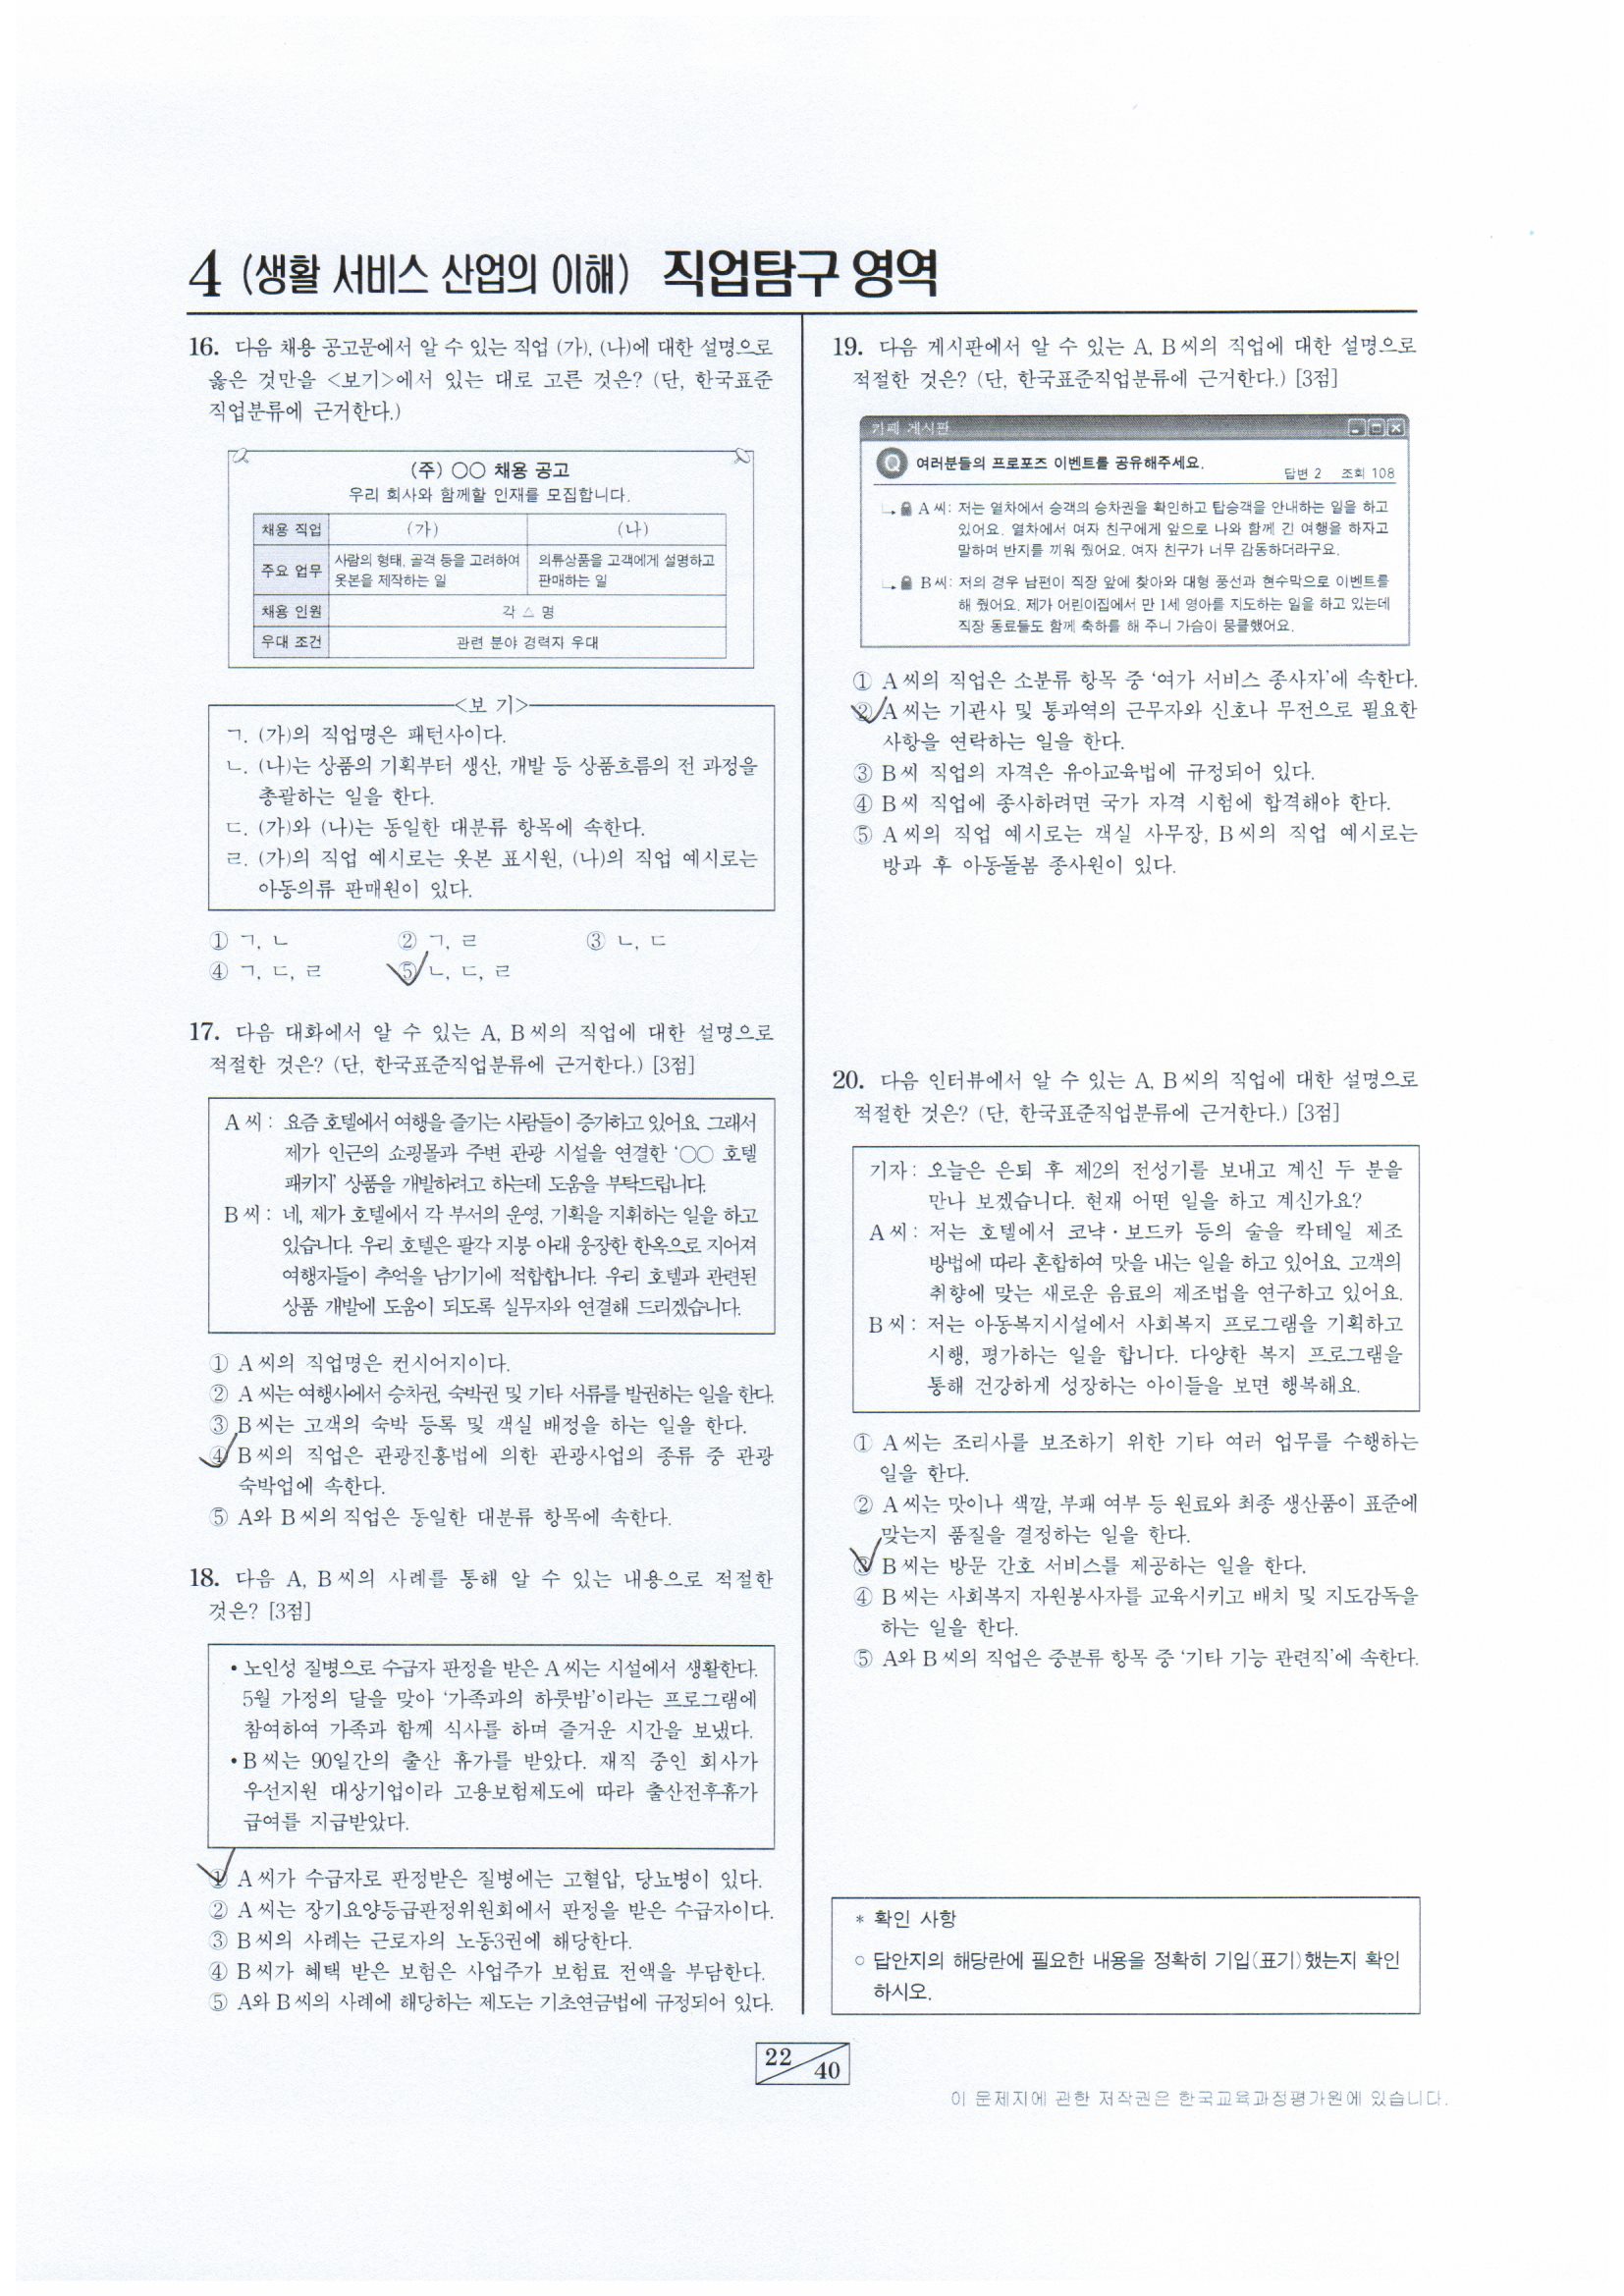 4 (생활 서비스 산업의 이해) 직업탐구 영역
16. 다음 채용 공고문에서 알 수 있는 직업 (가), (나)에 대한 설명으로
옳은 것만을 <보기>에서 있는 대로 고른 것은? (단, 한국표준
직업분류에 근거한다.)
(주) ○○ 채용 공고
우리 회사와 함께할 인재를 모집합니다.
채용 직업 (가) (나)
주요 업무 사람의 형태, 골격 등을 고려하여 옷본을 제작하는 일 의류상품을 고객에게 설명하고 판매하는 일
채용 인원 각 △ 명
우대 조건 관련 분야 경력자 우대
<보 기>
ㄱ. (가)의 직업명은 패턴사이다.
ㄴ. (나)는 상품의 기획부터 생산, 개발 등 상품흐름의 전 과정을
총괄하는 일을 한다.
ㄷ. (가)와 (나)는 동일한 대분류 항목에 속한다.
ㄹ. (가)의 직업 예시로는 옷본 표시원, (나)의 직업 예시로는
아동의류 판매원이 있다.
① ㄱ, ㄴ ② ㄱ, ㄹ ③ ㄴ, ㄷ
④ ㄱ, ㄷ, ㄹ ⑤ ㄴ, ㄷ, ㄹ
17. 다음 대화에서 알 수 있는 A, B씨의 직업에 대한 설명으로
적절한 것은? (단, 한국표준직업분류에 근거한다.) [3점]
A씨: 요즘 호텔에서 여행을 즐기는 사람들이 증가하고 있어요. 그래서
제가 인근의 쇼핑몰과 주변 관광 시설을 연결한 ‘○○ 호텔
패키지’ 상품을 개발하려고 하는데 도움을 부탁드립니다.
B씨: 네, 제가 호텔에서 각 부서의 운영, 기획을 지휘하는 일을 하고
있습니다. 우리 호텔은 팔각 지붕 아래 웅장한 한옥으로 지어져
여행자들이 추억을 남기기에 적합합니다. 우리 호텔과 관련된
상품 개발에 도움이 되도록 실무자와 연결해 드리겠습니다.
① A씨의 직업명은 컨시어지이다.
② A씨는 여행사에서 승차권, 숙박권 및 기타 서류를 발권하는 일을 한다.
③ B씨는 고객의 숙박 등록 및 객실 배정을 하는 일을 한다.
④ B씨의 직업은 관광진흥법에 의한 관광사업의 종류 중 관광
숙박업에 속한다.
⑤ A와 B씨의 직업은 동일한 대분류 항목에 속한다.
18. 다음 A, B씨의 사례를 통해 알 수 있는 내용으로 적절한
것은? [3점]
• 노인성 질병으로 수급자 판정을 받은 A씨는 시설에서 생활한다.
5월 가정의 달을 맞아 ‘가족과의 하룻밤’이라는 프로그램에
참여하여 가족과 함께 식사를 하며 즐거운 시간을 보냈다.
• B씨는 90일간의 출산 휴가를 받았다. 재직 중인 회사가
우선지원 대상기업이라 고용보험제도에 따라 출산전후휴가
급여를 지급받았다.
① A씨가 수급자로 판정받은 질병에는 고혈압, 당뇨병이 있다.
② A씨는 장기요양등급판정위원회에서 판정을 받은 수급자이다.
③ B씨의 사례는 근로자의 노동3권에 해당한다.
④ B씨가 혜택 받은 보험은 사업주가 보험료 전액을 부담한다.
⑤ A와 B씨의 사례에 해당하는 제도는 기초연금법에 규정되어 있다.
19. 다음 게시판에서 알 수 있는 A, B씨의 직업에 대한 설명으로
적절한 것은? (단, 한국표준직업분류에 근거한다.) [3점]
카페 게시판
Q 여러분들의 프로포즈 이벤트를 공유해주세요. 답변 2 조회 108
A씨: 저는 열차에서 승객의 승차권을 확인하고 탑승객을 안내하는 일을 하고
있어요. 열차에서 여자 친구에게 앞으로 나와 함께 긴 여행을 하자고
말하며 반지를 끼워 줬어요. 여자 친구가 너무 감동하더라구요.
B씨: 저의 경우 남편이 직장 앞에 찾아와 대형 풍선과 현수막으로 이벤트를
해 줬어요. 제가 어린이집에서 만 1세 영아를 지도하는 일을 하고 있는데
직장 동료들도 함께 축하를 해 주니 가슴이 뭉클했어요.
① A씨의 직업은 소분류 항목 중 ‘여가 서비스 종사자’에 속한다.
② A씨는 기관사 및 통과역의 근무자와 신호나 무전으로 필요한
사항을 연락하는 일을 한다.
③ B씨 직업의 자격은 유아교육법에 규정되어 있다.
④ B씨 직업에 종사하려면 국가 자격 시험에 합격해야 한다.
⑤ A씨의 직업 예시로는 객실 사무장, B씨의 직업 예시로는
방과 후 아동돌봄 종사원이 있다.
20. 다음 인터뷰에서 알 수 있는 A, B씨의 직업에 대한 설명으로
적절한 것은? (단, 한국표준직업분류에 근거한다.) [3점]
기자: 오늘은 은퇴 후 제2의 전성기를 보내고 계신 두 분을
만나 보겠습니다. 현재 어떤 일을 하고 계신가요?
A씨: 저는 호텔에서 코냑·보드카 등의 술을 칵테일 제조
방법에 따라 혼합하여 맛을 내는 일을 하고 있어요. 고객의
취향에 맞는 새로운 음료의 제조법을 연구하고 있어요.
B씨: 저는 아동복지시설에서 사회복지 프로그램을 기획하고
시행, 평가하는 일을 합니다. 다양한 복지 프로그램을
통해 건강하게 성장하는 아이들을 보면 행복해요.
① A씨는 조리사를 보조하기 위한 기타 여러 업무를 수행하는
일을 한다.
② A씨는 맛이나 색깔, 부패 여부 등 원료와 최종 생산품이 표준에
맞는지 품질을 결정하는 일을 한다.
③ B씨는 방문 간호 서비스를 제공하는 일을 한다.
④ B씨는 사회복지 자원봉사자를 교육시키고 배치 및 지도감독을
하는 일을 한다.
⑤ A와 B씨의 직업은 중분류 항목 중 ‘기타 기능 관련직’에 속한다.
* 확인 사항
○ 답안지의 해당란에 필요한 내용을 정확히 기입(표기)했는지 확인
하시오.
22 40
이 문제지에 관한 저작권은 한국교육과정평가원에 있습니다.